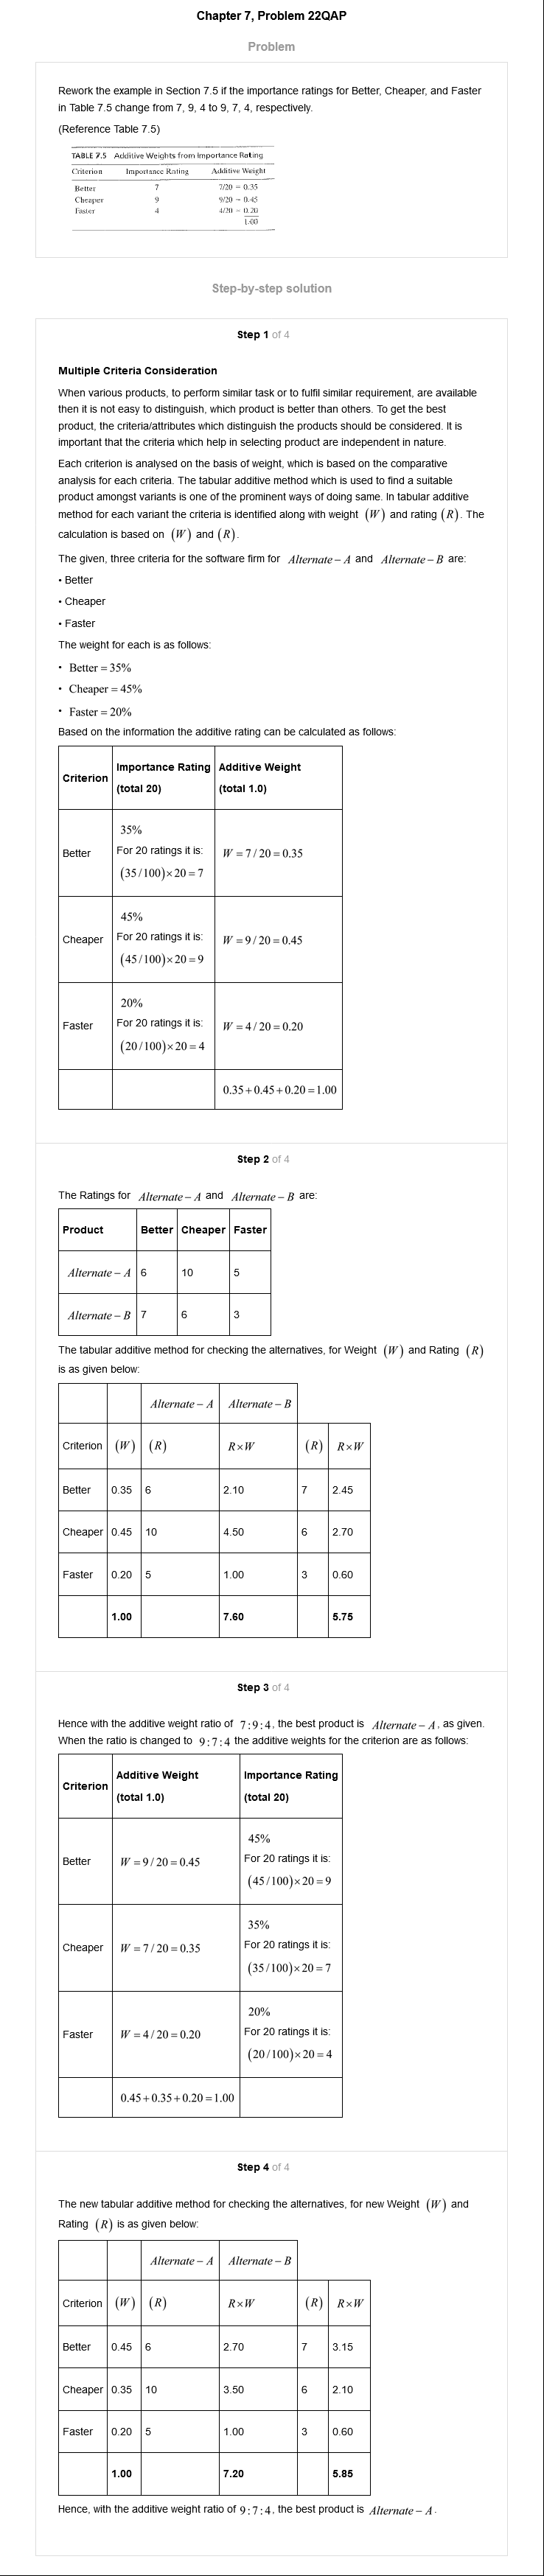 Chapter 7, Problem 22QAP
Problem
Rework the example in Section 7.5 if the importance ratings for Better, Cheaper, and Faster
in Table 7.5 change from 7, 9, 4 to 9, 7, 4, respectively.
(Reference Table 7.5)
TABLE 7.5 Additive Weights from Importance Rating
Criterion Importance Rating Additive Weight
Better 7 7/20 = 0.35
Cheaper 9 9/20 = 0.45
Faster 4 4/20 = 0.20
1.00
Step-by-step solution
Step 1 of 4
Multiple Criteria Consideration
When various products, to perform similar task or to fulfil similar requirement, are available
then it is not easy to distinguish, which product is better than others. To get the best
product, the criteria/attributes which distinguish the products should be considered. It is
important that the criteria which help in selecting product are independent in nature.
Each criterion is analysed on the basis of weight, which is based on the comparative
analysis for each criteria. The tabular additive method which is used to find a suitable
product amongst variants is one of the prominent ways of doing same. In tabular additive
method for each variant the criteria is identified along with weight (W) and rating (R). The
calculation is based on (W) and (R).
The given, three criteria for the software firm for Alternate – A and Alternate – B are:
• Better
• Cheaper
• Faster
The weight for each is as follows:
• Better = 35%
• Cheaper = 45%
• Faster = 20%
Based on the information the additive rating can be calculated as follows:
Criterion Importance Rating Additive Weight
(total 20) (total 1.0)
35%
Better For 20 ratings it is: W = 7 / 20 = 0.35
(35/100)×20 = 7
45%
Cheaper For 20 ratings it is: W = 9 / 20 = 0.45
(45/100)×20 = 9
20%
Faster For 20 ratings it is: W = 4 / 20 = 0.20
(20/100)×20 = 4
0.35+0.45+0.20 = 1.00
Step 2 of 4
The Ratings for Alternate – A and Alternate – B are:
Product Better Cheaper Faster
Alternate – A 6 10 5
Alternate – B 7 6 3
The tabular additive method for checking the alternatives, for Weight (W) and Rating (R)
is as given below:
Alternate – A Alternate – B
Criterion (W) (R) R×W (R) R×W
Better 0.35 6 2.10 7 2.45
Cheaper 0.45 10 4.50 6 2.70
Faster 0.20 5 1.00 3 0.60
1.00 7.60 5.75
Step 3 of 4
Hence with the additive weight ratio of 7:9:4, the best product is Alternate – A, as given.
When the ratio is changed to 9:7:4 the additive weights for the criterion are as follows:
Criterion Additive Weight Importance Rating
(total 1.0) (total 20)
45%
Better W = 9 / 20 = 0.45 For 20 ratings it is:
(45/100)×20 = 9
35%
Cheaper W = 7 / 20 = 0.35 For 20 ratings it is:
(35/100)×20 = 7
20%
Faster W = 4 / 20 = 0.20 For 20 ratings it is:
(20/100)×20 = 4
0.45+0.35+0.20 = 1.00
Step 4 of 4
The new tabular additive method for checking the alternatives, for new Weight (W) and
Rating (R) is as given below:
Alternate – A Alternate – B
Criterion (W) (R) R×W (R) R×W
Better 0.45 6 2.70 7 3.15
Cheaper 0.35 10 3.50 6 2.10
Faster 0.20 5 1.00 3 0.60
1.00 7.20 5.85
Hence, with the additive weight ratio of 9:7:4, the best product is Alternate – A.